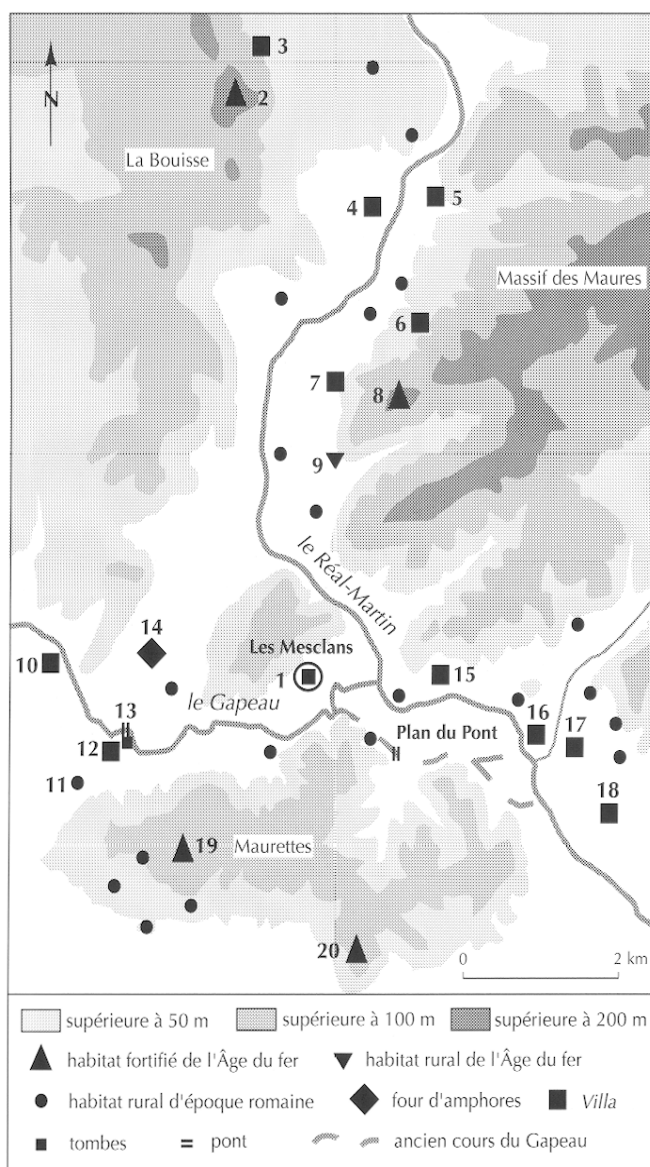 3
2
N
La Bouisse
4
5
Massif des Maures
6
7
8
9
le Réal-Martin
14
Les Mesclans
10
1
15
le Gapeau
13
16
Plan du Pont
17
12
11
18
19
Maurettes
20
0 2 km
supérieure à 50 m supérieure à 100 m supérieure à 200 m
habitat fortifié de l'Âge du fer habitat rural de l'Âge du fer
habitat rural d'époque romaine four d'amphores Villa
tombes pont ancien cours du Gapeau